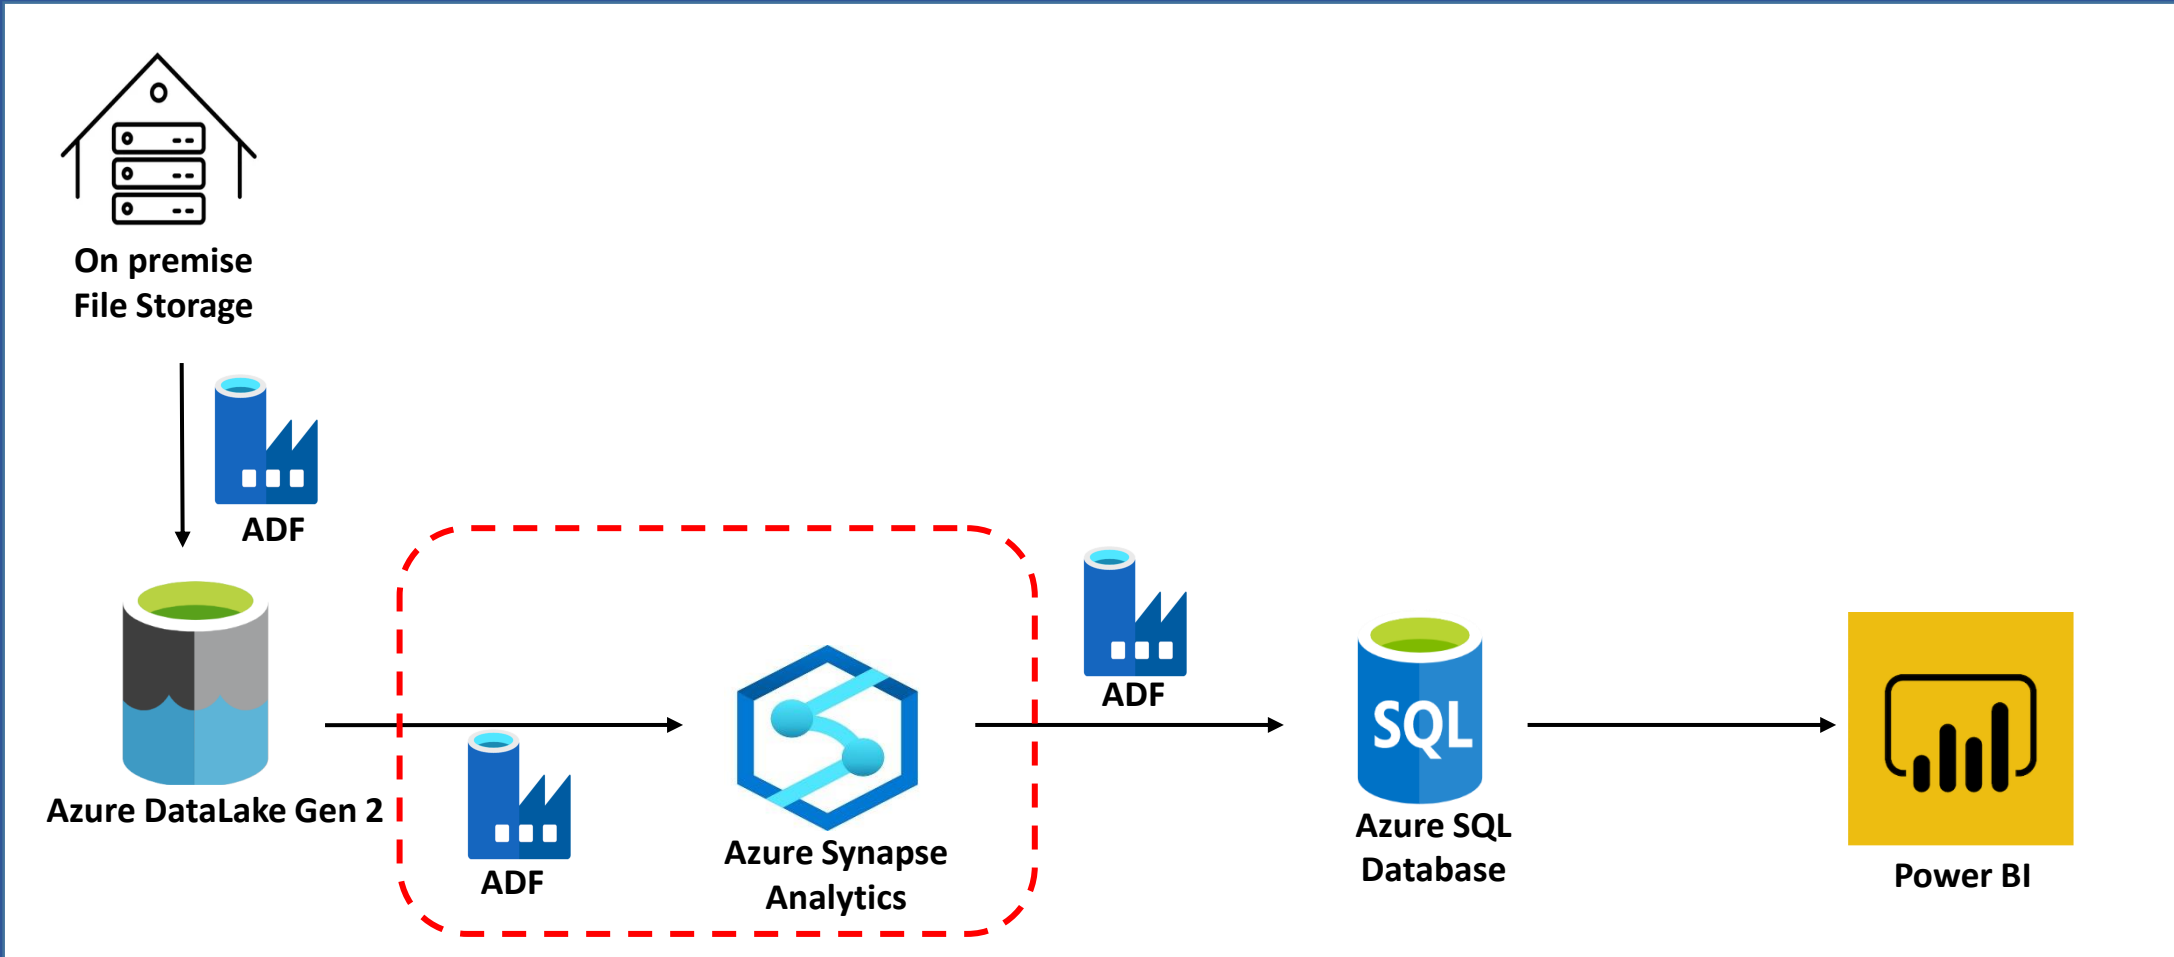 On premise
File Storage
ADF
Azure DataLake Gen 2
ADF
Azure Synapse
Analytics
ADF
SQL
Azure SQL
Database
Power BI